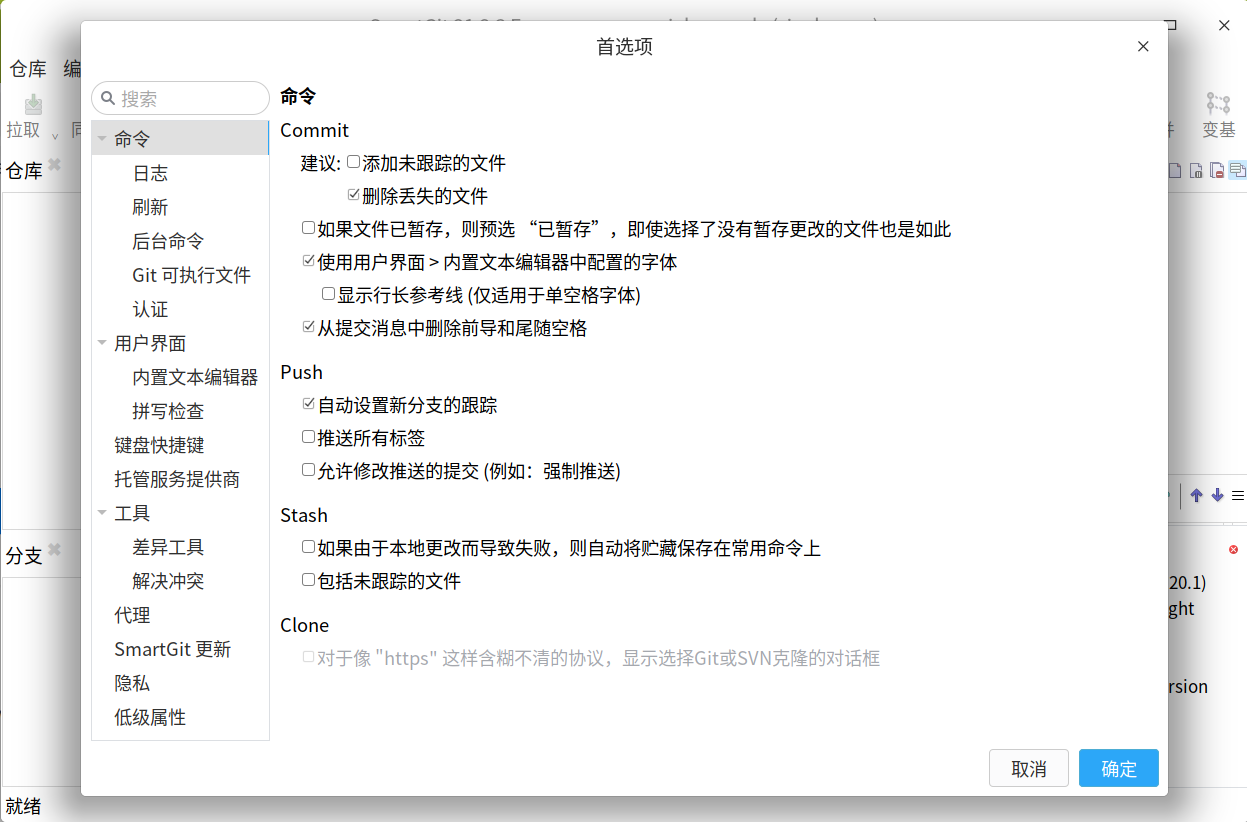 首选项
仓库
拉取
变基
仓库
分支
就绪
搜索
命令
日志
刷新
后台命令
Git 可执行文件
认证
用户界面
内置文本编辑器
拼写检查
键盘快捷键
托管服务提供商
工具
差异工具
解决冲突
代理
SmartGit 更新
隐私
低级属性
命令
Commit
建议: 添加未跟踪的文件
删除丢失的文件
如果文件已暂存，则预选 “已暂存” ，即使选择了没有暂存更改的文件也是如此
使用用户界面 > 内置文本编辑器中配置的字体
显示行长参考线 (仅适用于单空格字体)
从提交消息中删除前导和尾随空格
Push
自动设置新分支的跟踪
推送所有标签
允许修改推送的提交 (例如：强制推送)
Stash
如果由于本地更改而导致失败，则自动将贮藏保存在常用命令上
包括未跟踪的文件
Clone
对于像 "https" 这样含糊不清的协议，显示选择Git或SVN克隆的对话框
取消
确定
20.1)
ght
rsion